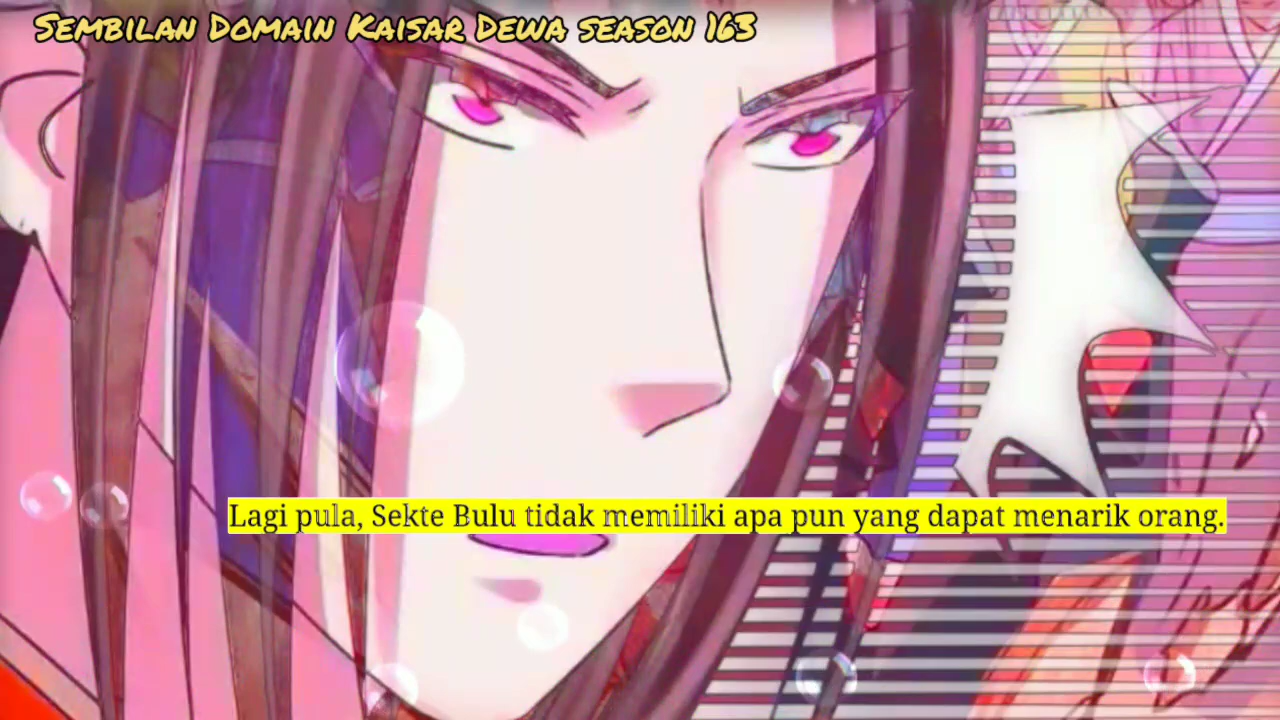 Sembilan Domain Kaisar Dewa season 163
Lagi pula, Sekte Bulu tidak memiliki apa pun yang dapat menarik orang.